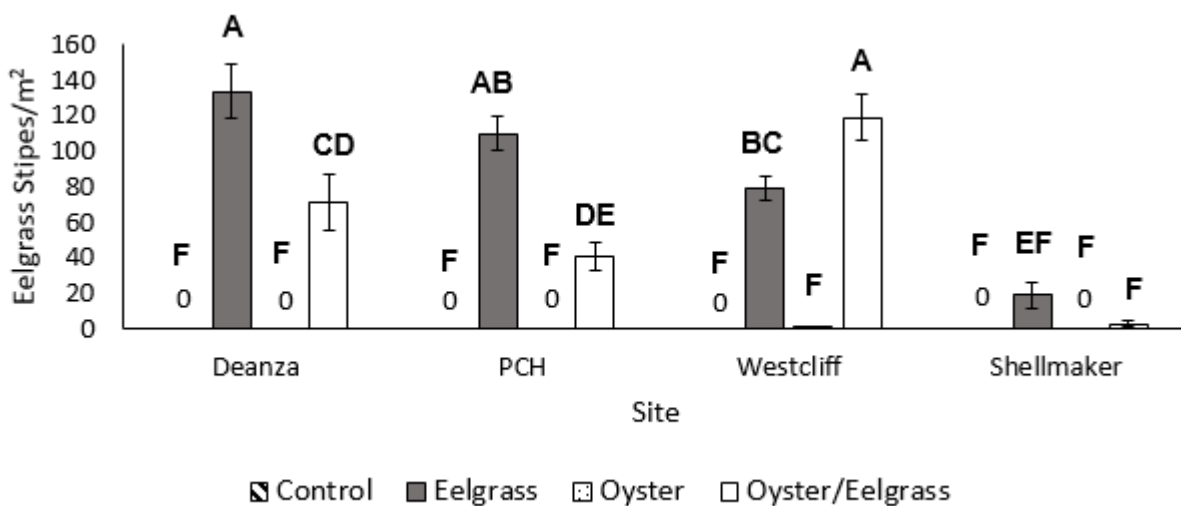 Eelgrass Stipes/m²
160
140
120
100
80
60
40
20
0
A
AB
A
BC
CD
DE
F
F
F
F
F
F
F
EF
F
F
0
0
0
0
0
0
0
Deanza
PCH
Westcliff
Shellmaker
Site
Control
Eelgrass
Oyster
Oyster/Eelgrass